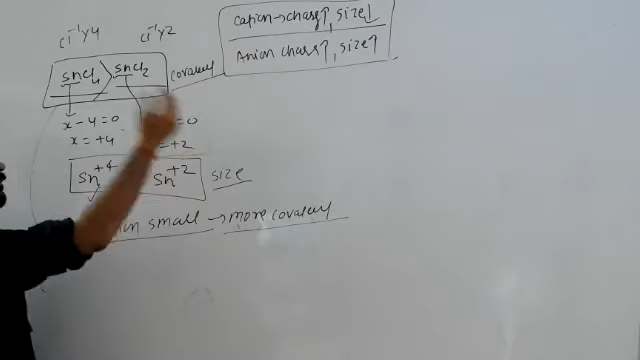 Cl⁻¹×4 Cl⁻¹×2
Cation→charge↑, size↓
Anion charge↑, size↑
SnCl₄ > SnCl₂ covalency
x-4=0 =0
x=+4 =+2
Sn⁺⁴ Sn⁺² size
small → more covalency